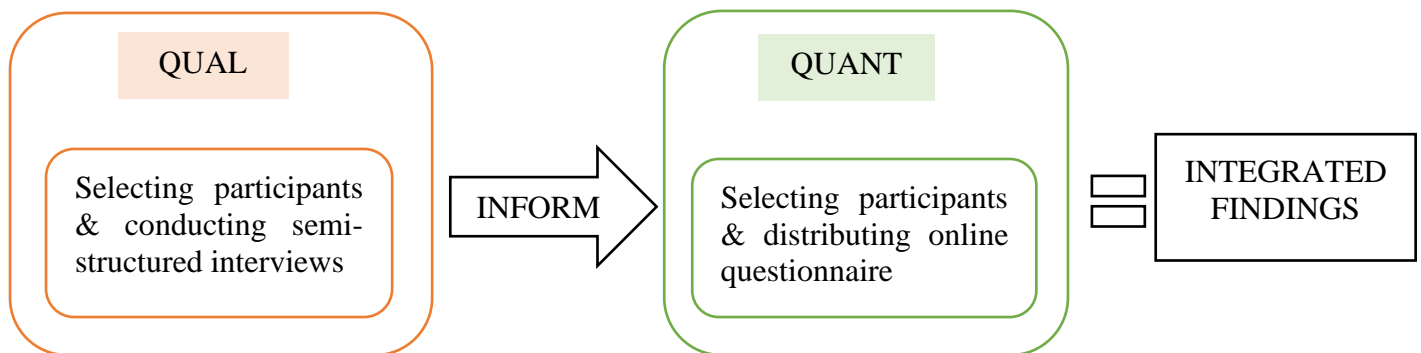 QUAL
Selecting participants
& conducting semi-
structured interviews
INFORM
QUANT
Selecting participants
& distributing online
questionnaire
INTEGRATED
FINDINGS